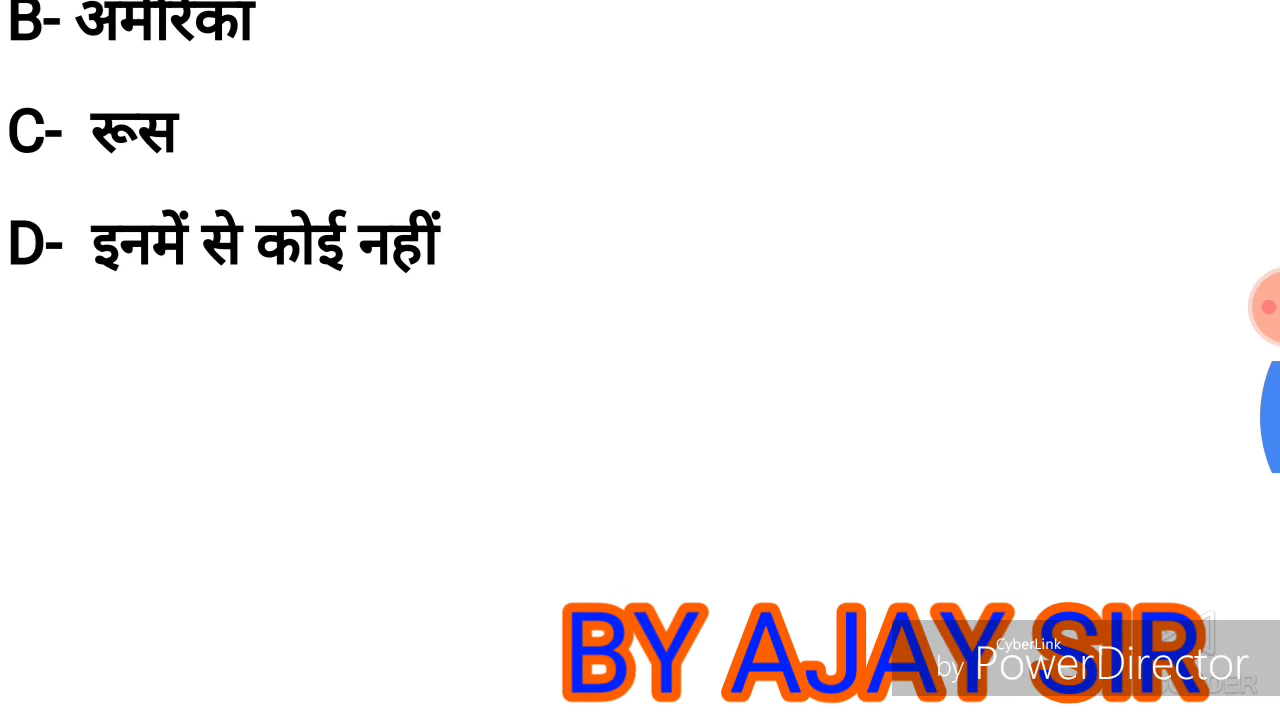 B- अमेरिका
C- रूस
D- इनमें से कोई नहीं
BY AJAY SIR
CyberLink
by PowerDirector